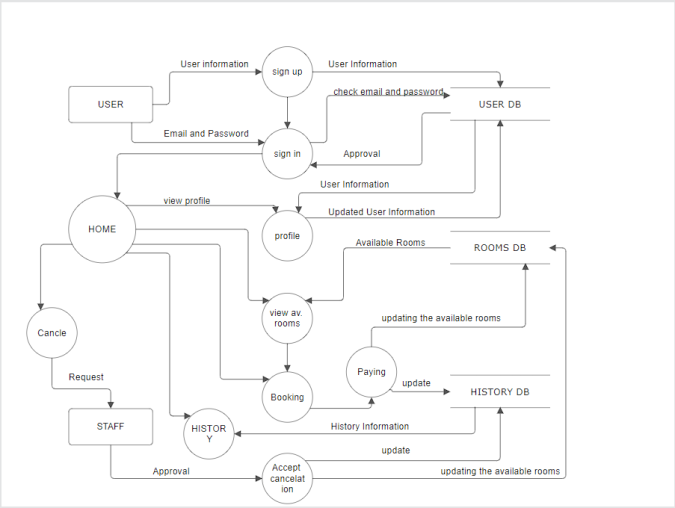 User information
sign up
User Information
USER
check email and password
USER DB
Email and Password
sign in
Approval
User Information
view profile
Updated User Information
HOME
profile
Available Rooms
ROOMS DB
view av.
rooms
updating the available rooms
Cancle
Paying
Request
update
Booking
HISTORY DB
STAFF
HISTOR
Y
History Information
update
Approval
Accept
cancelat
ion
updating the available rooms